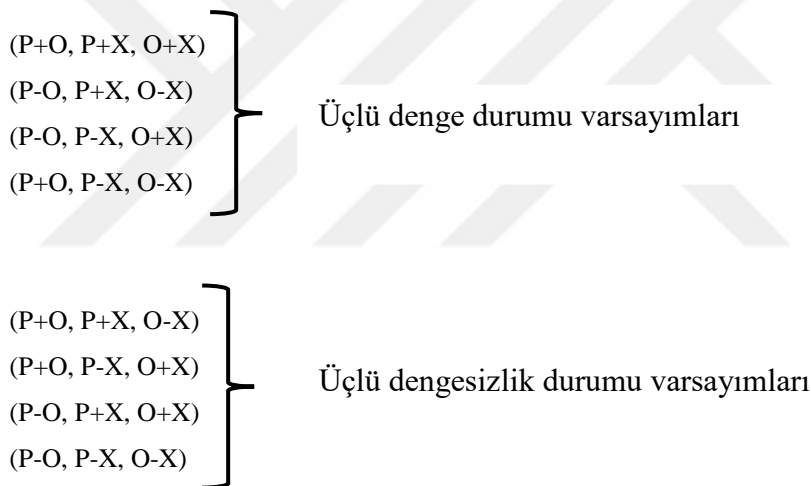 (P+O, P+X, O+X)
(P-O, P+X, O-X)
Üçlü denge durumu varsayımları
(P-O, P-X, O+X)
(P+O, P-X, O-X)
(P+O, P+X, O-X)
(P+O, P-X, O+X)
Üçlü dengesizlik durumu varsayımları
(P-O, P+X, O+X)
(P-O, P-X, O-X)